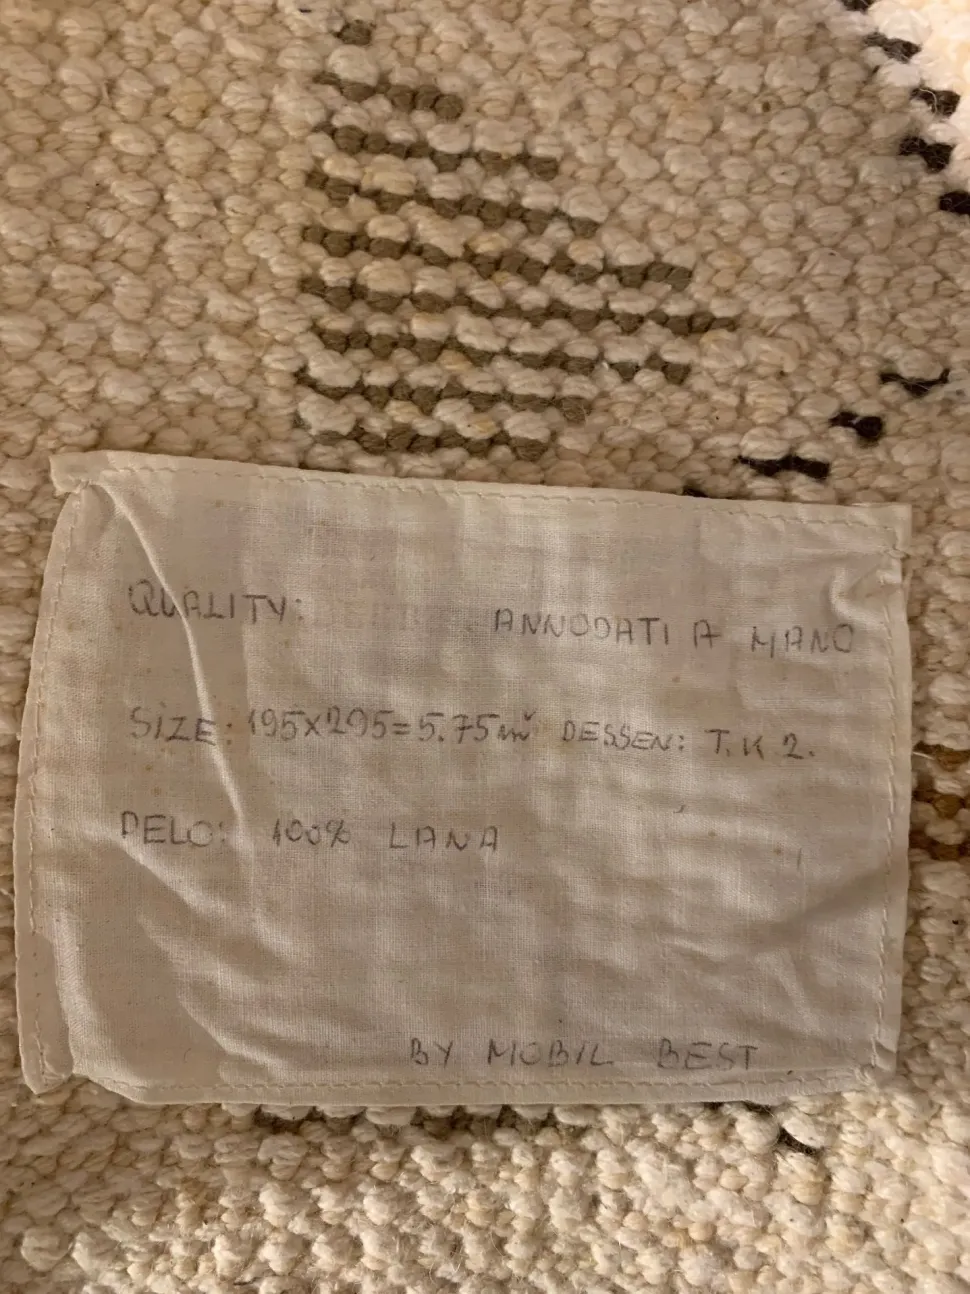 QUALITY: ANNODATI A MANO
SIZE: 195x295=5.75m² DESSEN: T.K 2.
PELO: 100% LANA
BY MOBIL BEST